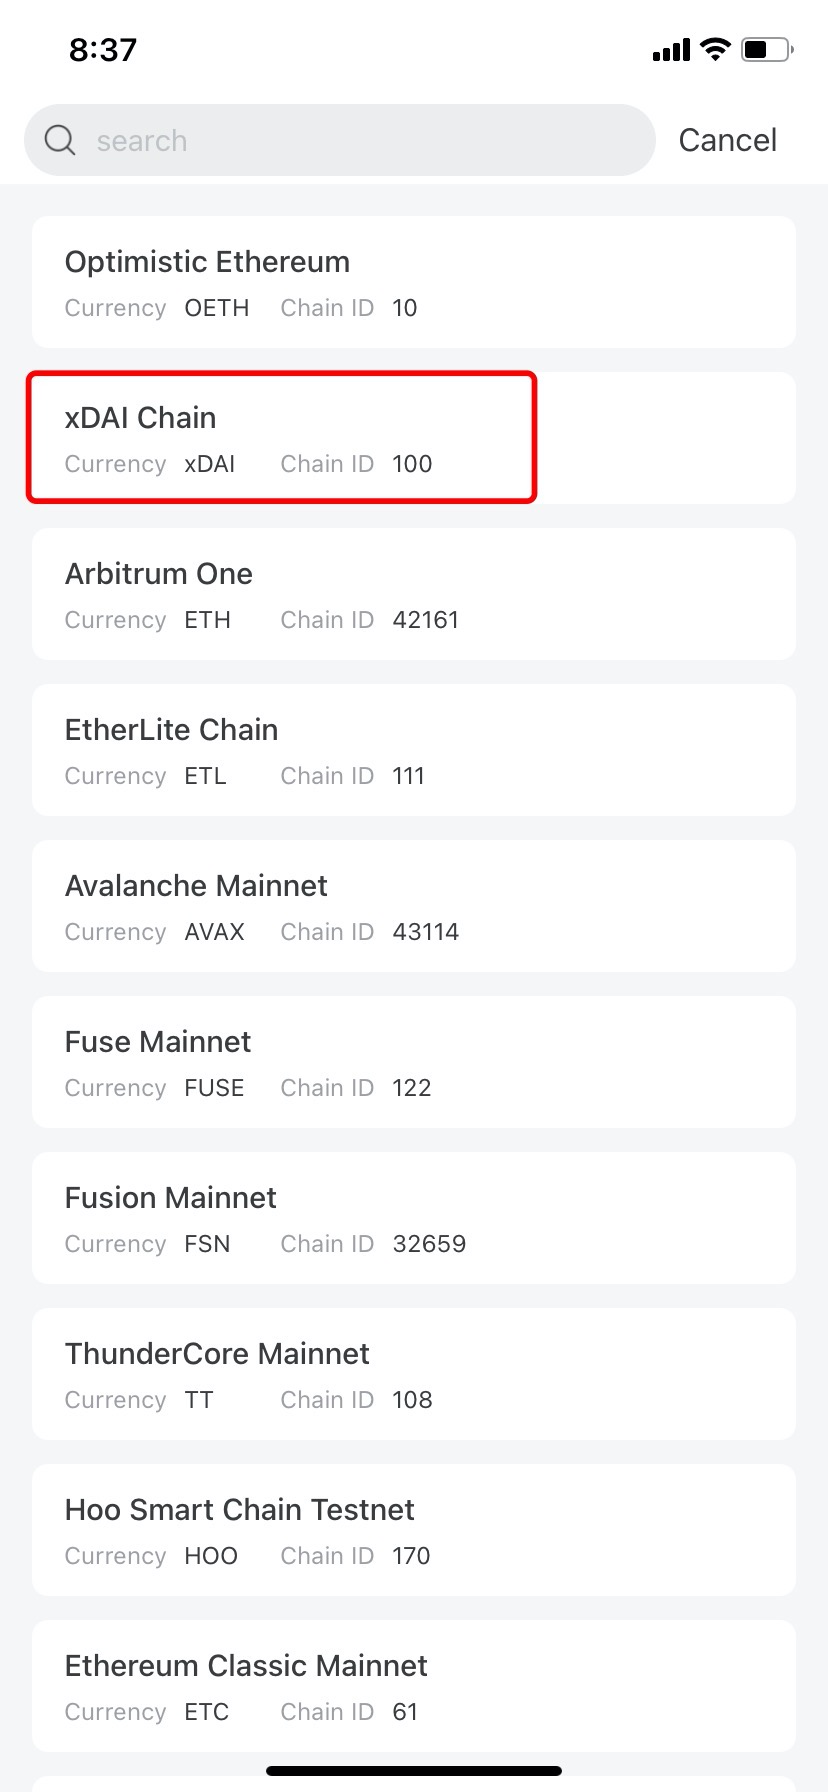 8:37
search Cancel
Optimistic Ethereum
Currency OETH Chain ID 10
xDAI Chain
Currency xDAI Chain ID 100
Arbitrum One
Currency ETH Chain ID 42161
EtherLite Chain
Currency ETL Chain ID 111
Avalanche Mainnet
Currency AVAX Chain ID 43114
Fuse Mainnet
Currency FUSE Chain ID 122
Fusion Mainnet
Currency FSN Chain ID 32659
ThunderCore Mainnet
Currency TT Chain ID 108
Hoo Smart Chain Testnet
Currency HOO Chain ID 170
Ethereum Classic Mainnet
Currency ETC Chain ID 61